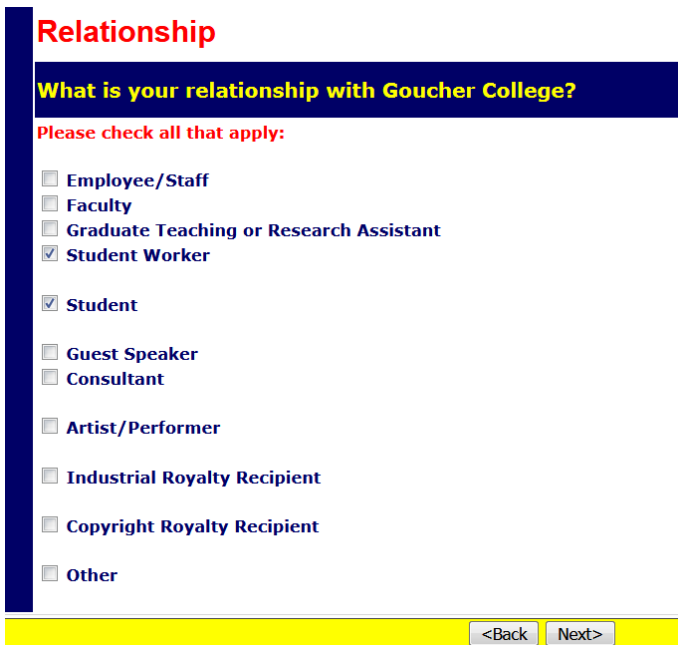 Relationship
What is your relationship with Goucher College?
Please check all that apply:
Employee/Staff
Faculty
Graduate Teaching or Research Assistant
Student Worker
Student
Guest Speaker
Consultant
Artist/Performer
Industrial Royalty Recipient
Copyright Royalty Recipient
Other
<Back Next>